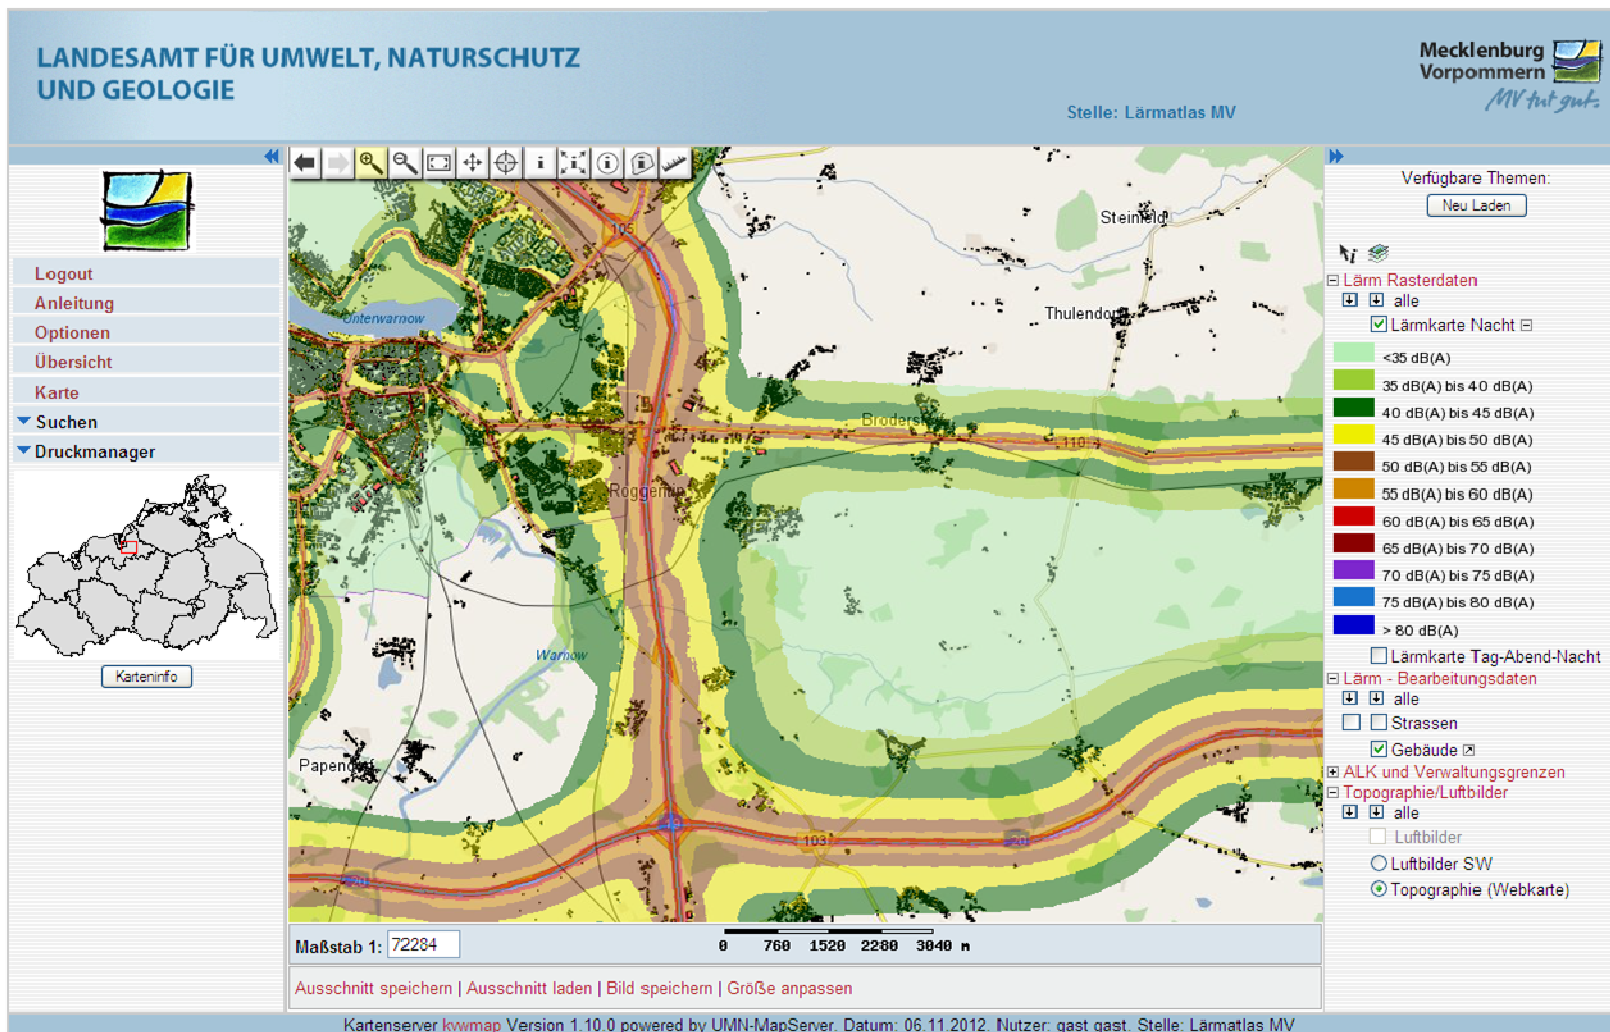 LANDESAMT FÜR UMWELT, NATURSCHUTZ
UND GEOLOGIE
Mecklenburg
Vorpommern
MV tut gut.
Stelle: Lärmatlas MV
Logout
Anleitung
Optionen
Übersicht
Karte
Suchen
Druckmanager
Karteninfo
105
Steinfeld
Unterwarnow
Thulendorf
Broders
110
Roggentin
Warnow
Papendorf
19
103
20
20
Maßstab 1: 72284
0 760 1520 2280 3040 m
Ausschnitt speichern | Ausschnitt laden | Bild speichern | Größe anpassen
Verfügbare Themen:
Neu Laden
Lärm Rasterdaten
alle
Lärmkarte Nacht
<35 dB(A)
35 dB(A) bis 40 dB(A)
40 dB(A) bis 45 dB(A)
45 dB(A) bis 50 dB(A)
50 dB(A) bis 55 dB(A)
55 dB(A) bis 60 dB(A)
60 dB(A) bis 65 dB(A)
65 dB(A) bis 70 dB(A)
70 dB(A) bis 75 dB(A)
75 dB(A) bis 80 dB(A)
> 80 dB(A)
Lärmkarte Tag-Abend-Nacht
Lärm - Bearbeitungsdaten
alle
Strassen
Gebäude
ALK und Verwaltungsgrenzen
Topographie/Luftbilder
alle
Luftbilder
Luftbilder SW
Topographie (Webkarte)
Kartenserver kvwmap Version 1.10.0 powered by UMN-MapServer. Datum: 06.11.2012. Nutzer: gast gast. Stelle: Lärmatlas MV